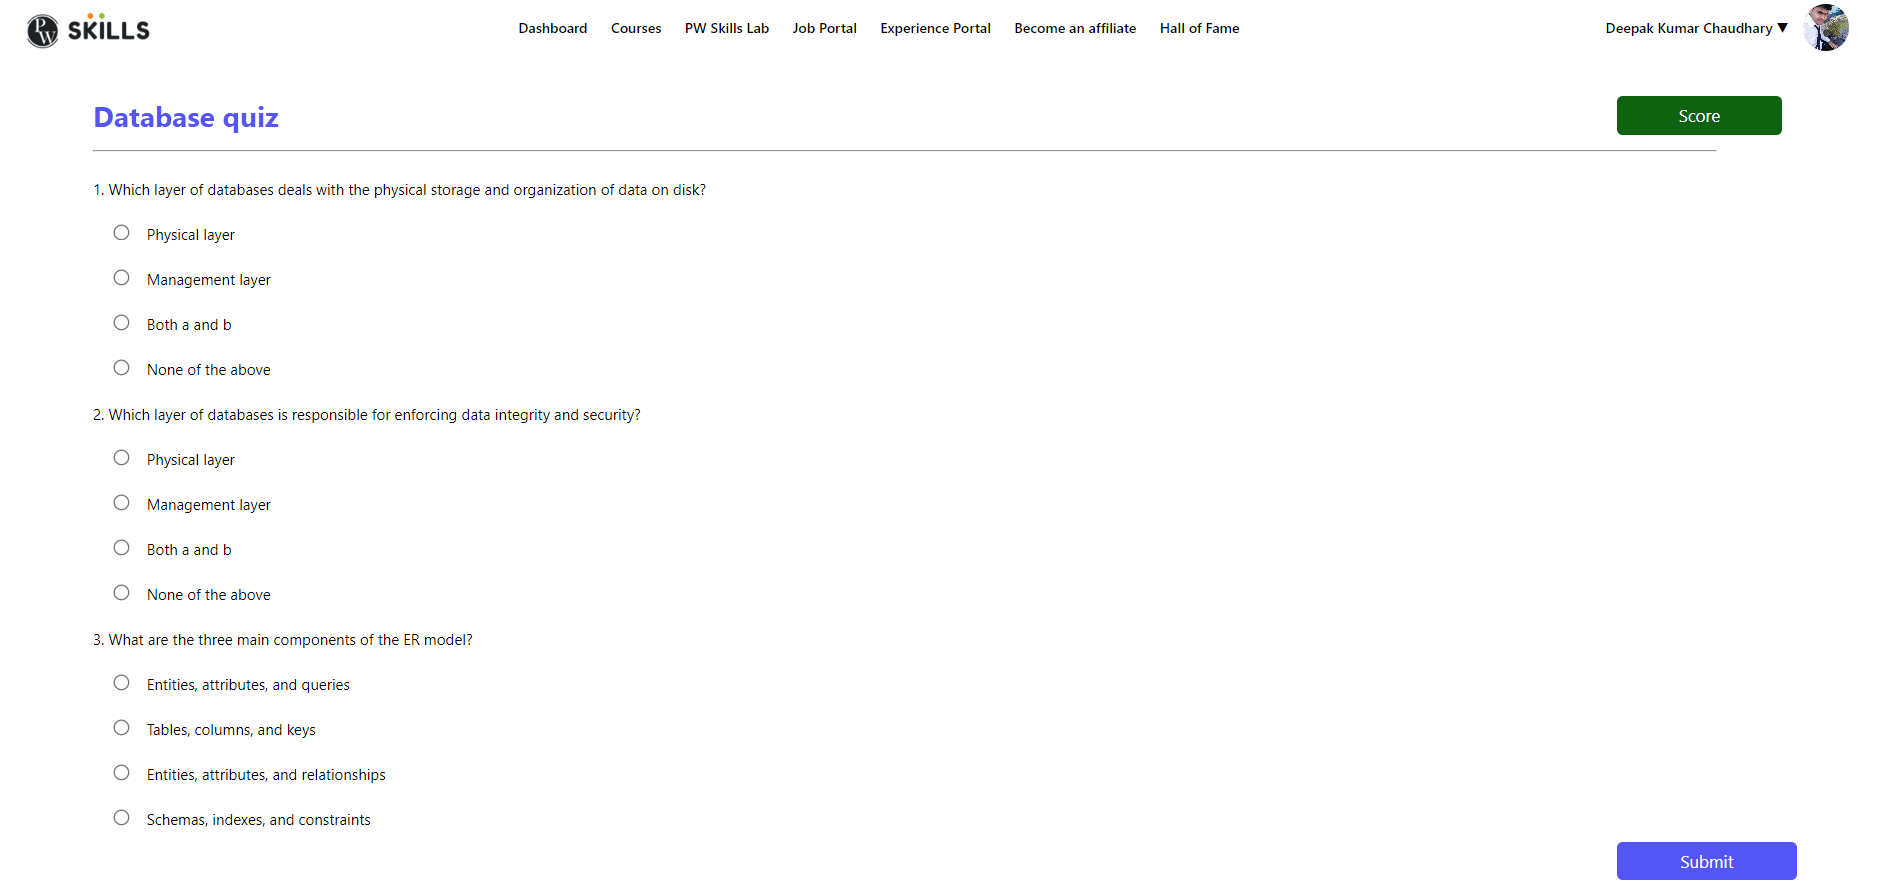 PW SKILLS
Dashboard Courses PW Skills Lab Job Portal Experience Portal Become an affiliate Hall of Fame Deepak Kumar Chaudhary ▼
Database quiz
Score
1. Which layer of databases deals with the physical storage and organization of data on disk?
Physical layer
Management layer
Both a and b
None of the above
2. Which layer of databases is responsible for enforcing data integrity and security?
Physical layer
Management layer
Both a and b
None of the above
3. What are the three main components of the ER model?
Entities, attributes, and queries
Tables, columns, and keys
Entities, attributes, and relationships
Schemas, indexes, and constraints
Submit